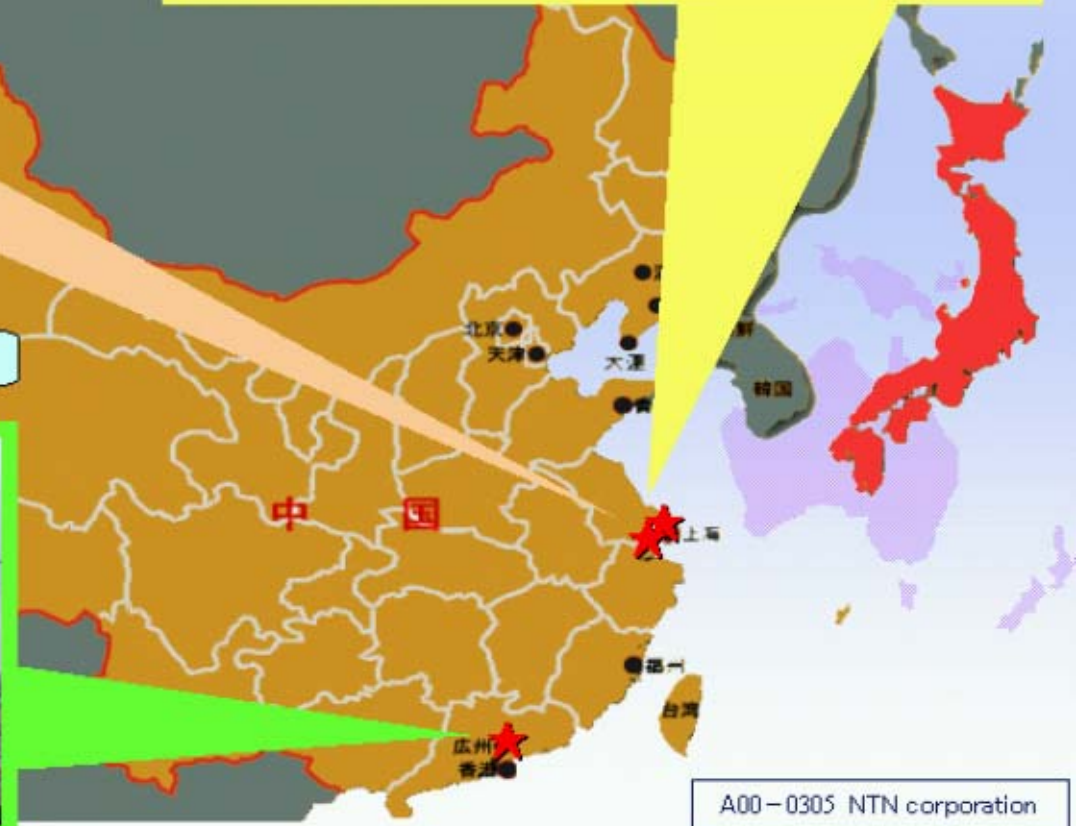 北京
天津
大連
鮮
韓国
中 国
上海
台湾
広州
香港
A00-0305 NTN corporation